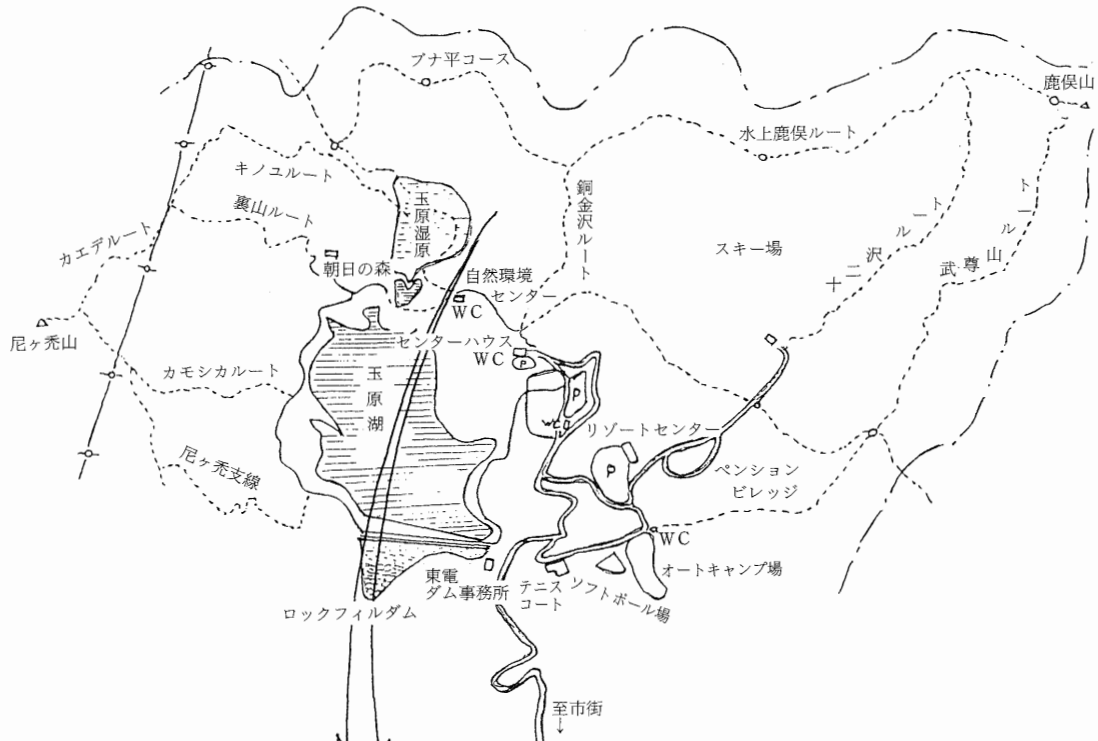 ブナ平コース
鹿俣山
水上鹿俣ルート
キノユルート
玉原湿原
銅金沢ルート
十二沢ルート
武尊山ルート
裏山ルート
スキー場
カエデルート
朝日の森
自然環境
センター
WC
尼ヶ禿山
センターハウス
WC
P
カモシカルート
玉原湖
P
WC
リゾートセンター
P
尼ヶ禿支線
ペンション
ビレッジ
WC
オートキャンプ場
東電
ダム事務所
テニス
コート
ソフトボール場
ロックフィルダム
至市街
↓